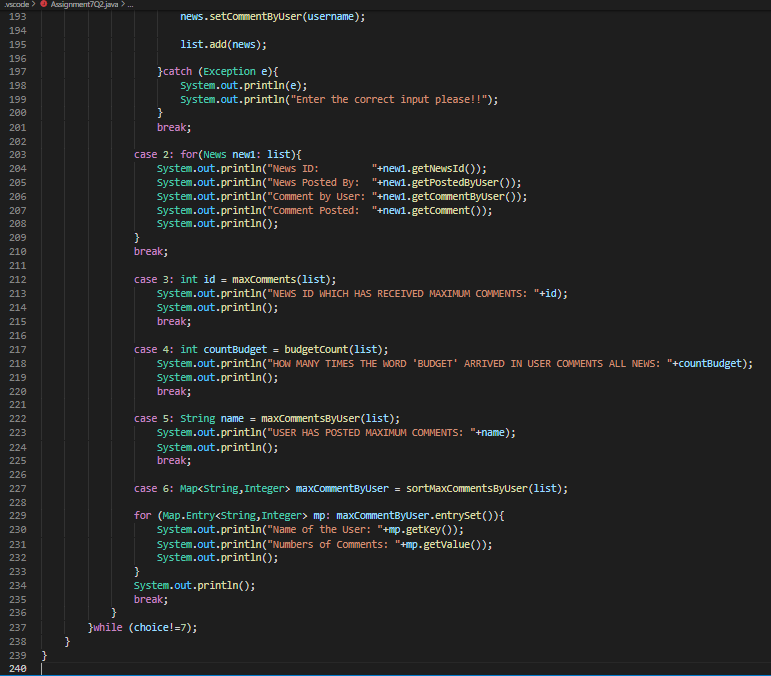 .vscode > Assignment7Q2.java > ...
193 news.setCommentByUser(username);
194
195 list.add(news);
196
197 }catch (Exception e){
198 System.out.println(e);
199 System.out.println("Enter the correct input please!!");
200 }
201 break;
202
203 case 2: for(News new1: list){
204 System.out.println("News ID:         "+new1.getNewsId());
205 System.out.println("News Posted By:  "+new1.getPostedByUser());
206 System.out.println("Comment by User: "+new1.getCommentByUser());
207 System.out.println("Comment Posted:  "+new1.getComment());
208 System.out.println();
209 }
210 break;
211
212 case 3: int id = maxComments(list);
213 System.out.println("NEWS ID WHICH HAS RECEIVED MAXIMUM COMMENTS: "+id);
214 System.out.println();
215 break;
216
217 case 4: int countBudget = budgetCount(list);
218 System.out.println("HOW MANY TIMES THE WORD 'BUDGET' ARRIVED IN USER COMMENTS ALL NEWS: "+countBudget);
219 System.out.println();
220 break;
221
222 case 5: String name = maxCommentsByUser(list);
223 System.out.println("USER HAS POSTED MAXIMUM COMMENTS: "+name);
224 System.out.println();
225 break;
226
227 case 6: Map<String,Integer> maxCommentByUser = sortMaxCommentsByUser(list);
228
229 for (Map.Entry<String,Integer> mp: maxCommentByUser.entrySet()){
230 System.out.println("Name of the User: "+mp.getKey());
231 System.out.println("Numbers of Comments: "+mp.getValue());
232 System.out.println();
233 }
234 System.out.println();
235 break;
236 }
237 }while (choice!=7);
238 }
239 }
240